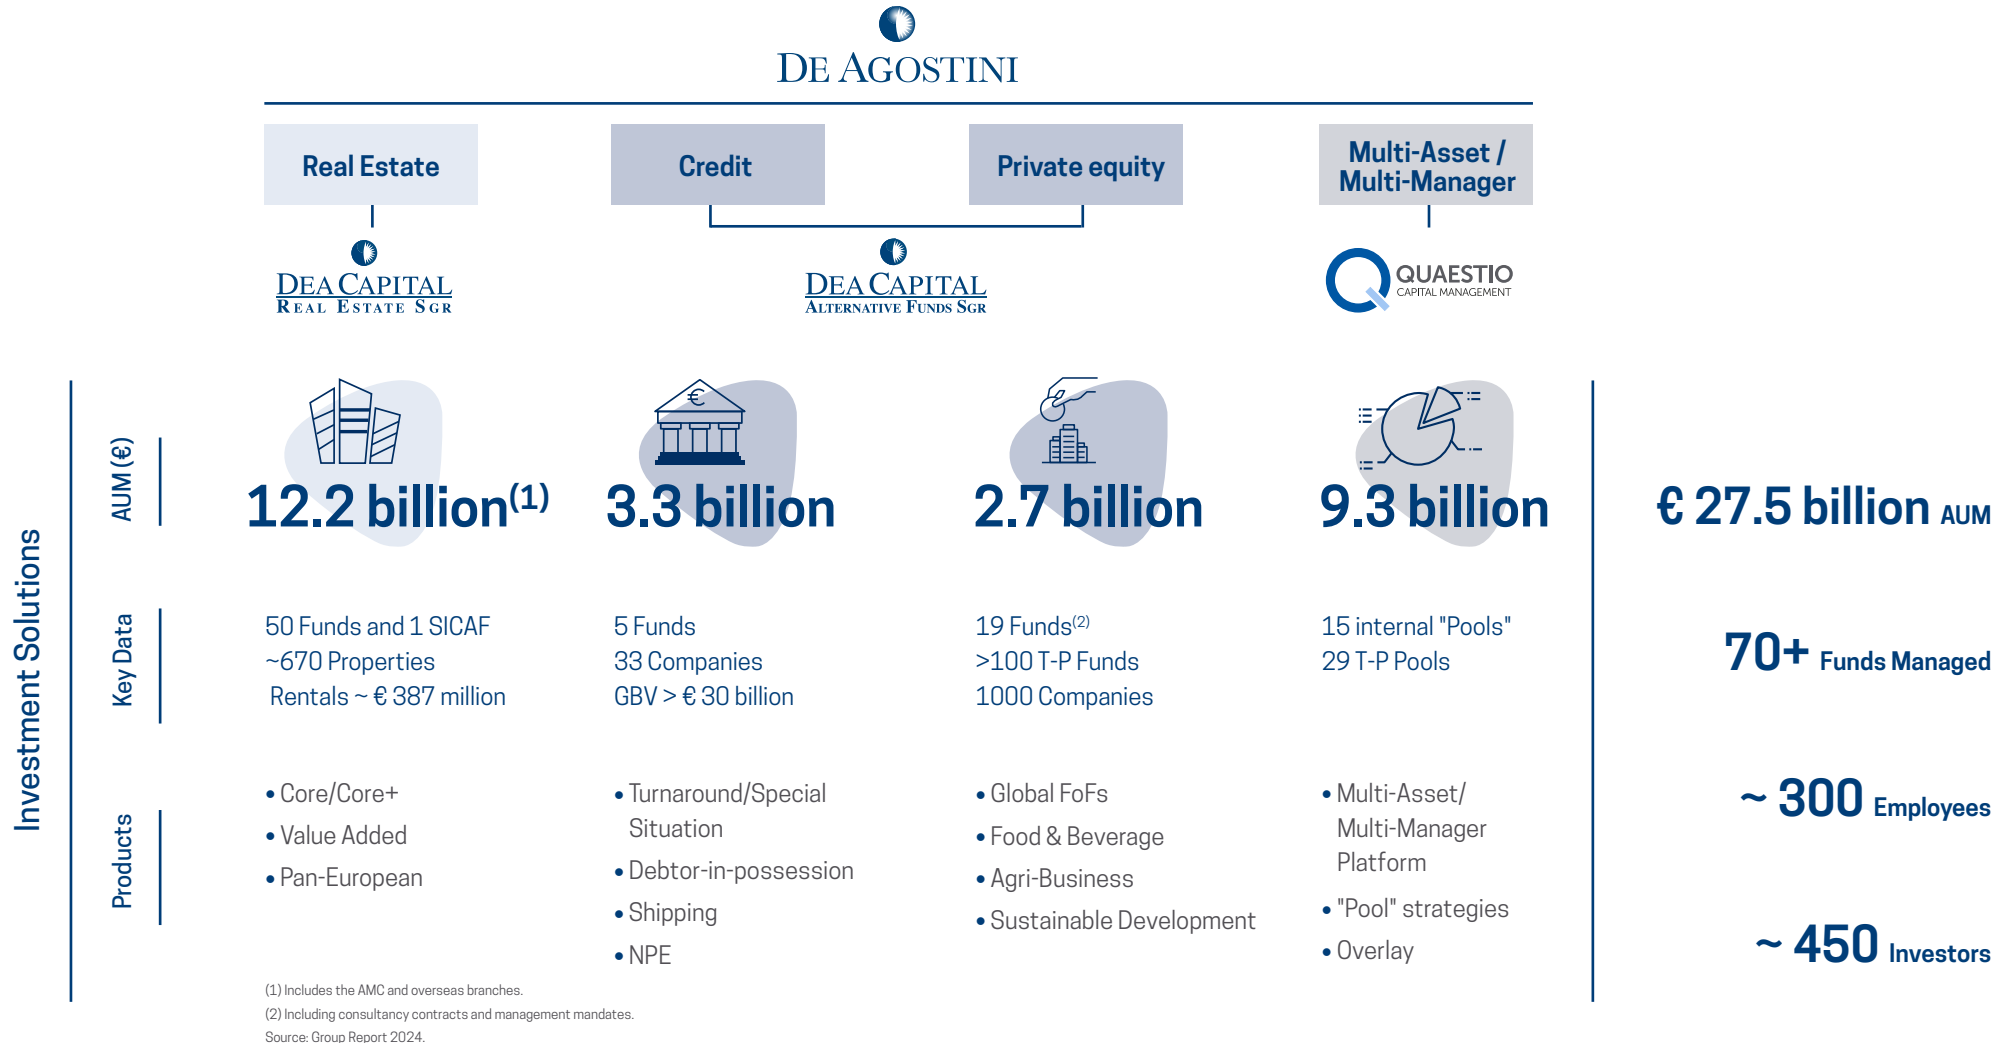 DE AGOSTINI
Real Estate
Credit
Private equity
Multi-Asset /
Multi-Manager
DEA CAPITAL
REAL ESTATE SGR
DEA CAPITAL
ALTERNATIVE FUNDS SGR
QUAESTIO
CAPITAL MANAGEMENT
Investment Solutions
AUM (€)
€
12.2 billion(1)
3.3 billion
2.7 billion
9.3 billion
€ 27.5 billion AUM
Key Data
50 Funds and 1 SICAF
~670 Properties
Rentals ~ € 387 million
5 Funds
33 Companies
GBV > € 30 billion
19 Funds(2)
>100 T-P Funds
1000 Companies
15 internal "Pools"
29 T-P Pools
70+ Funds Managed
Products
• Core/Core+
• Value Added
• Pan-European
• Turnaround/Special
Situation
• Debtor-in-possession
• Shipping
• NPE
• Global FoFs
• Food & Beverage
• Agri-Business
• Sustainable Development
• Multi-Asset/
Multi-Manager
Platform
• "Pool" strategies
• Overlay
~ 300 Employees
~ 450 Investors
(1) Includes the AMC and overseas branches.
(2) Including consultancy contracts and management mandates.
Source: Group Report 2024.